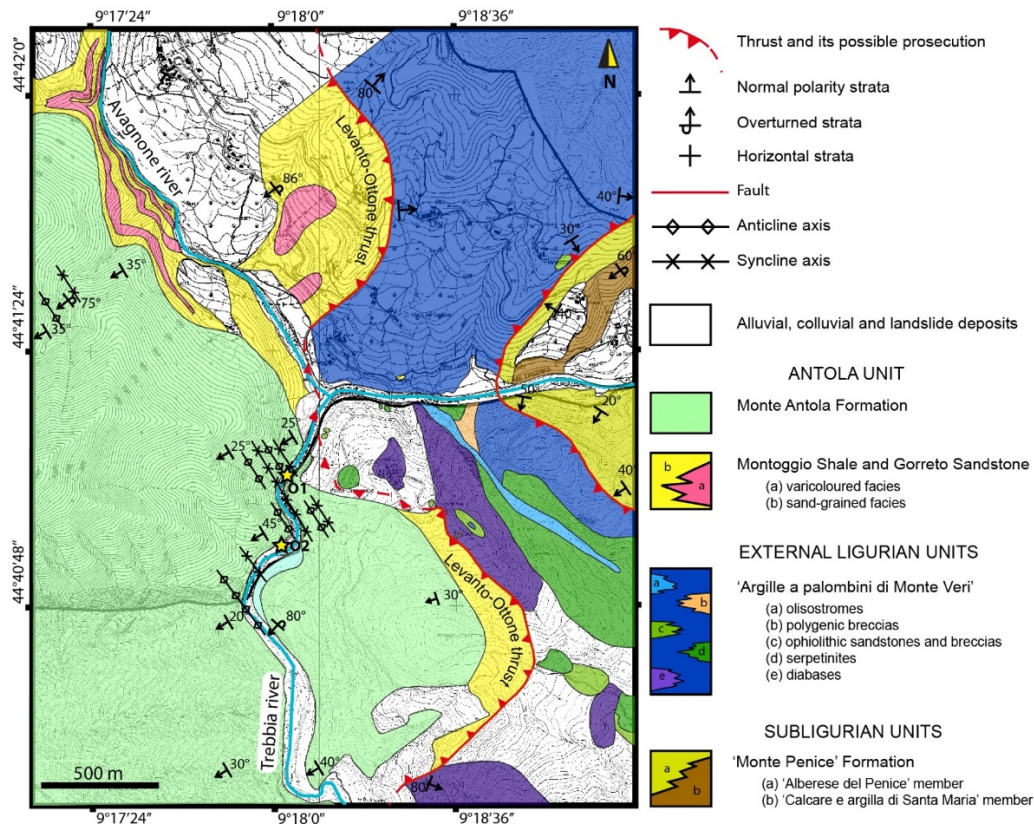 9°17'24" 9°18'0 9°18'36"
44°42'0
44°41'24
44°40'48
N
Avagnone river
Levanto-Ottone thrust
80
86°
40°
30°
60°
40°
35°
75°
35°
50°
20°
40°
25°
25°
O1
45°
O2
30°
20
80°
Levanto-Ottone thrust
Trebbia river
30°
40°
80
500 m
9°17'24" 9°18'0 9°18'36"
Thrust and its possible prosecution
Normal polarity strata
Overturned strata
Horizontal strata
Fault
Anticline axis
Syncline axis
Alluvial, colluvial and landslide deposits
ANTOLA UNIT
Monte Antola Formation
b
a
Montoggio Shale and Gorreto Sandstone
(a) varicoloured facies
(b) sand-grained facies
EXTERNAL LIGURIAN UNITS
a
b
c
d
e
'Argille a palombini di Monte Veri'
(a) olisostromes
(b) polygenic breccias
(c) ophiolithic sandstones and breccias
(d) serpetinites
(e) diabases
SUBLIGURIAN UNITS
a
b
'Monte Penice' Formation
(a) 'Alberese del Penice' member
(b) 'Calcare e argilla di Santa Maria' member